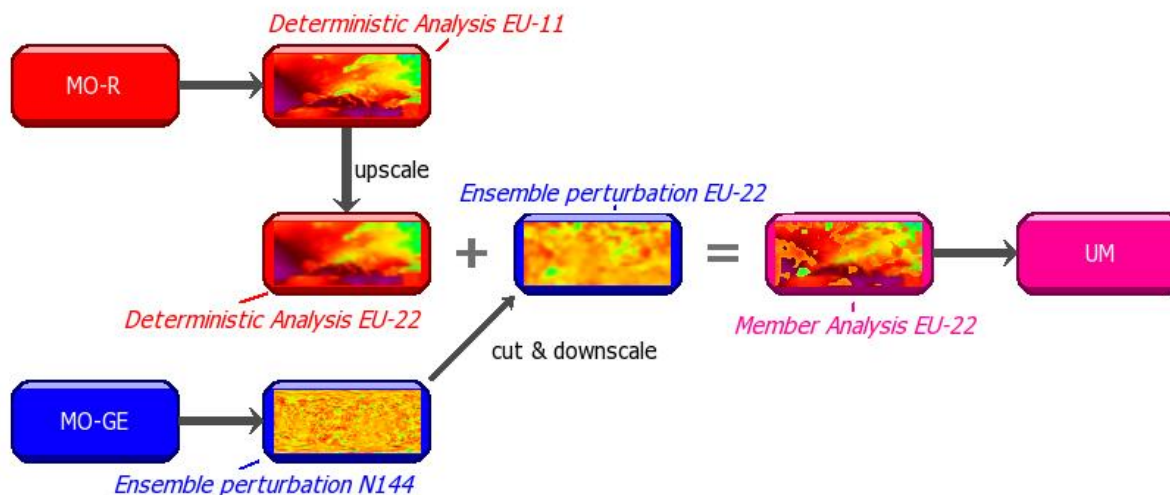 Deterministic Analysis EU-11
MO-R
upscale
Ensemble perturbation EU-22
+
=
UM
Deterministic Analysis EU-22
Member Analysis EU-22
cut & downscale
MO-GE
Ensemble perturbation N144